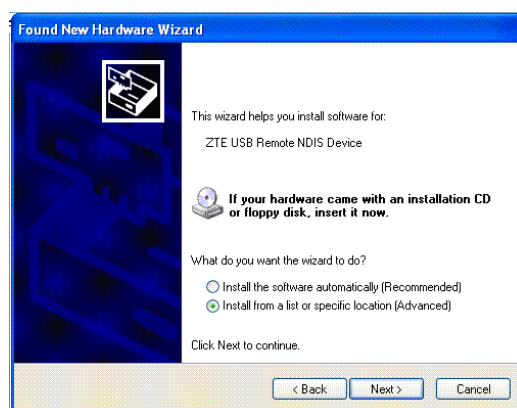 Found New Hardware Wizard
This wizard helps you install software for:
ZTE USB Remote NDIS Device
If your hardware came with an installation CD
or floppy disk, insert it now.
What do you want the wizard to do?
Install the software automatically (Recommended)
Install from a list or specific location (Advanced)
Click Next to continue.
< Back
Next >
Cancel